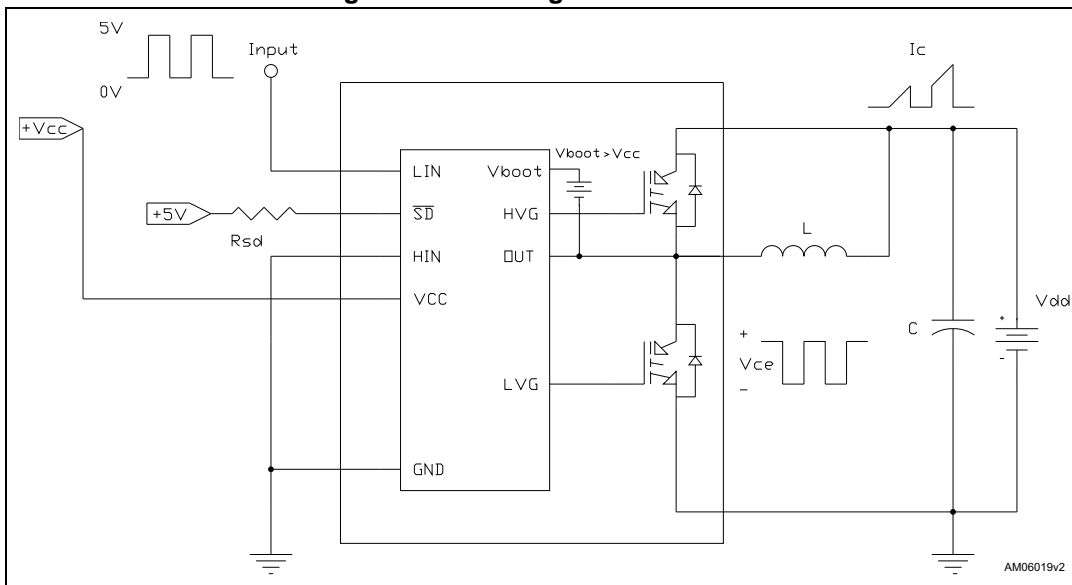 5V
0V
Input
Ic
+Vcc
Vboot>Vcc
LIN
Vboot
+5V
Rsd
SD
HVG
HIN
OUT
L
VCC
Vdd
+
C
+
Vce
-
-
LVG
GND
AM06019v2